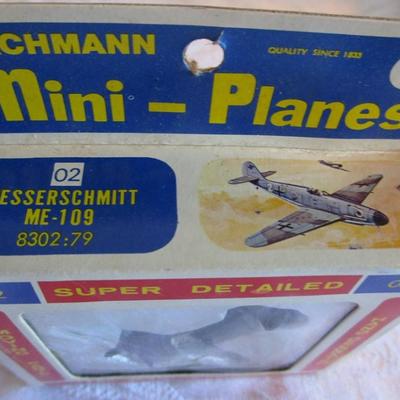 CHMANN
QUALITY SINCE 1833
Mini - Planes
02
ESSERSCHMITT
ME-109
8302:79
SUPER DETAILED